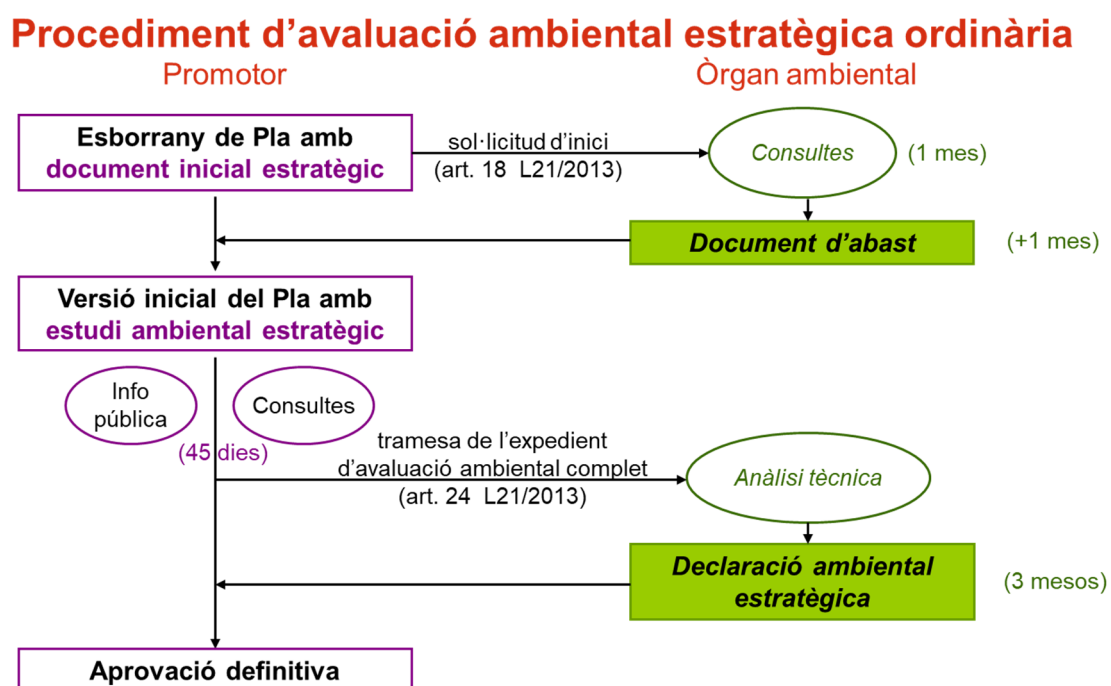 Procediment d’avaluació ambiental estratègica ordinària
Promotor
Òrgan ambiental
Esborrany de Pla amb
document inicial estratègic
sol·licitud d’inici
(art. 18 L21/2013)
Consultes
(1 mes)
Document d’abast
(+1 mes)
Versió inicial del Pla amb
estudi ambiental estratègic
Info
pública
Consultes
(45 dies)
tramesa de l’expedient
d’avaluació ambiental complet
(art. 24 L21/2013)
Anàlisi tècnica
Declaració ambiental
estratègica
(3 mesos)
Aprovació definitiva